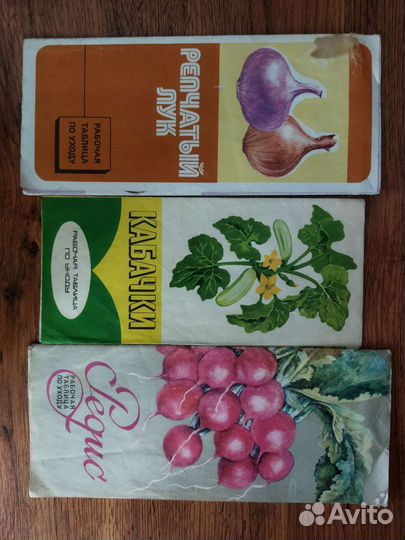 РЕПЧАТЫЙ
ЛУК
РАБОЧАЯ
ТАБЛИЦА
ПО УХОДУ
КАБАЧКИ
РАБОЧАЯ ТАБЛИЦА
ПО УХОДУ
Редис
РАБОЧАЯ
ТАБЛИЦА
ПО УХОДУ
Avito